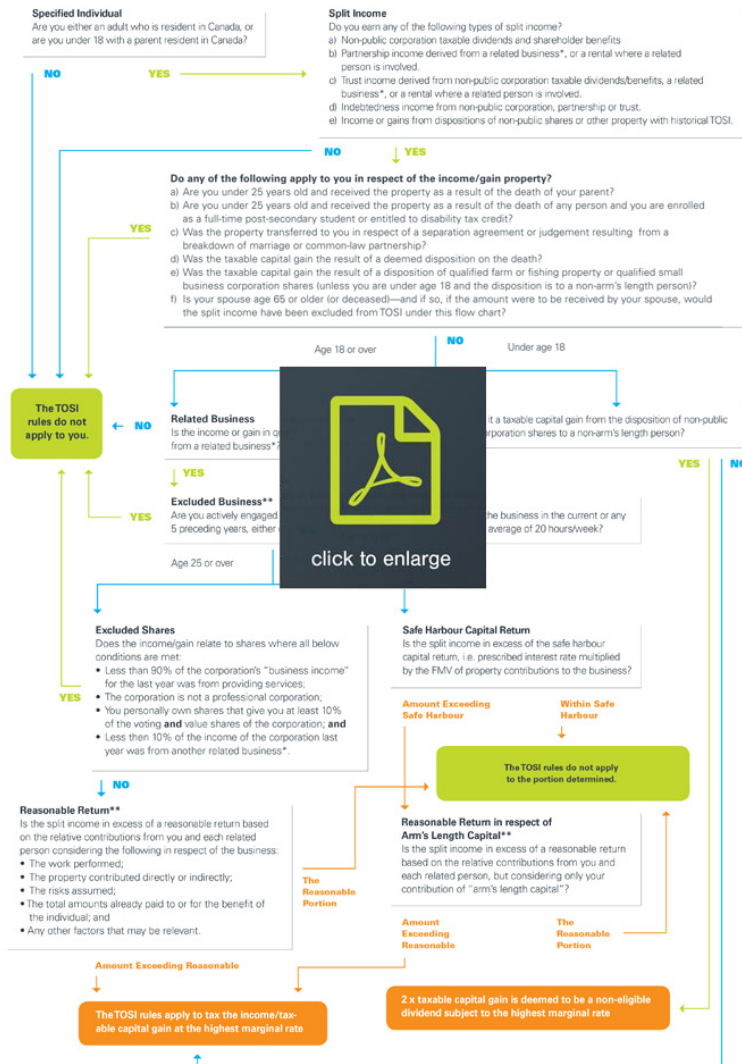 Specified Individual
Are you either an adult who is resident in Canada, or
are you under 18 with a parent resident in Canada?
Split Income
Do you earn any of the following types of split income?
a) Non-public corporation taxable dividends and shareholder benefits
b) Partnership income derived from a related business*, or a rental where a related
person is involved.
c) Trust income derived from non-public corporation taxable dividends/benefits, a related
business*, or a rental where a related person is involved.
d) Indebtedness income from non-public corporation, partnership or trust.
e) Income or gains from dispositions of non-public shares or other property with historical TOSI.
NO
YES
NO
YES
Do any of the following apply to you in respect of the income/gain property?
a) Are you under 25 years old and received the property as a result of the death of your parent?
b) Are you under 25 years old and received the property as a result of the death of any person and you are enrolled
as a full-time post-secondary student or entitled to disability tax credit?
c) Was the property transferred to you in respect of a separation agreement or judgement resulting from a
breakdown of marriage or common-law partnership?
d) Was the taxable capital gain the result of a deemed disposition on the death?
e) Was the taxable capital gain the result of a disposition of qualified farm or fishing property or qualified small
business corporation shares (unless you are under age 18 and the disposition is to a non-arm's length person)?
f) Is your spouse age 65 or older (or deceased)—and if so, if the amount were to be received by your spouse, would
the split income have been excluded from TOSI under this flow chart?
YES
Age 18 or over
NO
Under age 18
The TOSI
rules do not
apply to you.
NO
Related Business
Is the income or gain in
from a related business*
it a taxable capital gain from the disposition of non-public
corporation shares to a non-arm's length person?
YES
YES
NO
Excluded Business**
Are you actively engaged
5 preceding years, either
the business in the current or any
average of 20 hours/week?
YES
click to enlarge
Age 25 or over
Excluded Shares
Does the income/gain relate to shares where all below
conditions are met:
• Less than 90% of the corporation's "business income"
for the last year was from providing services;
• The corporation is not a professional corporation;
• You personally own shares that give you at least 10%
of the voting and value shares of the corporation; and
• Less then 10% of the income of the corporation last
year was from another related business*.
YES
NO
Safe Harbour Capital Return
Is the split income in excess of the safe harbour
capital return, i.e. prescribed interest rate multiplied
by the FMV of property contributions to the business?
Amount Exceeding
Safe Harbour
Within Safe
Harbour
The TOSI rules do not apply
to the portion determined.
Reasonable Return**
Is the split income in excess of a reasonable return based
on the relative contributions from you and each related
person considering the following in respect of the business:
• The work performed;
• The property contributed directly or indirectly;
• The risks assumed;
• The total amounts already paid to or for the benefit of
the individual; and
• Any other factors that may be relevant.
The
Reasonable
Portion
Reasonable Return in respect of
Arm's Length Capital**
Is the split income in excess of a reasonable return
based on the relative contributions from you and
each related person, but considering only your
contribution of "arm's length capital"?
Amount
Exceeding
Reasonable
The
Reasonable
Portion
Amount Exceeding Reasonable
The TOSI rules apply to tax the income/tax-
able capital gain at the highest marginal rate
2 x taxable capital gain is deemed to be a non-eligible
dividend subject to the highest marginal rate